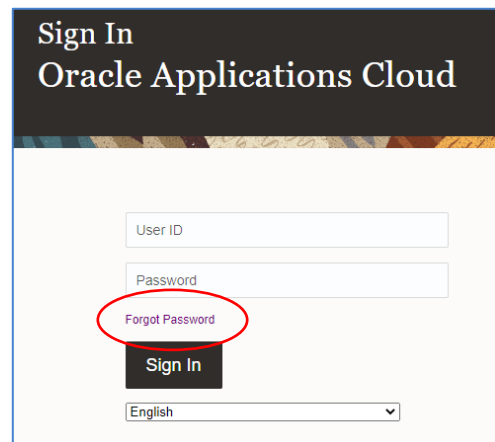 Sign In
Oracle Applications Cloud
User ID
Password
Forgot Password
Sign In
English